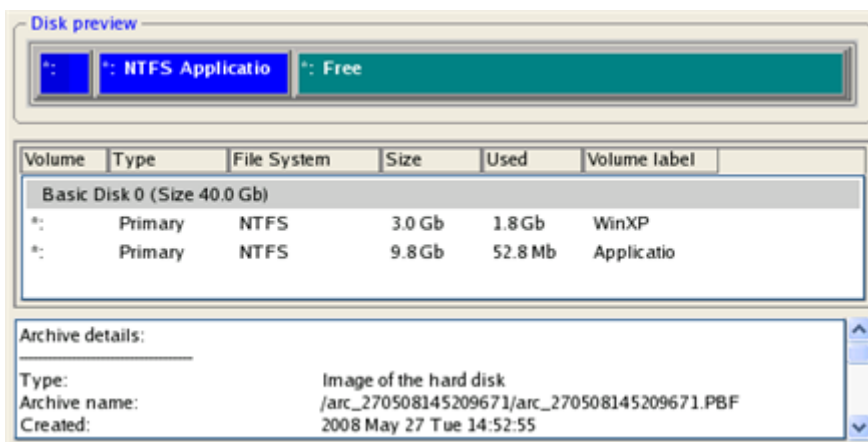 Disk preview
*:
*: NTFS Applicatio
*: Free
Volume Type File System Size Used Volume label
Basic Disk 0 (Size 40.0 Gb)
*: Primary NTFS 3.0 Gb 1.8 Gb WinXP
*: Primary NTFS 9.8 Gb 52.8 Mb Applicatio
Archive details:
-----------------------------------
Type: Image of the hard disk
Archive name: /arc_270508145209671/arc_270508145209671.PBF
Created: 2008 May 27 Tue 14:52:55